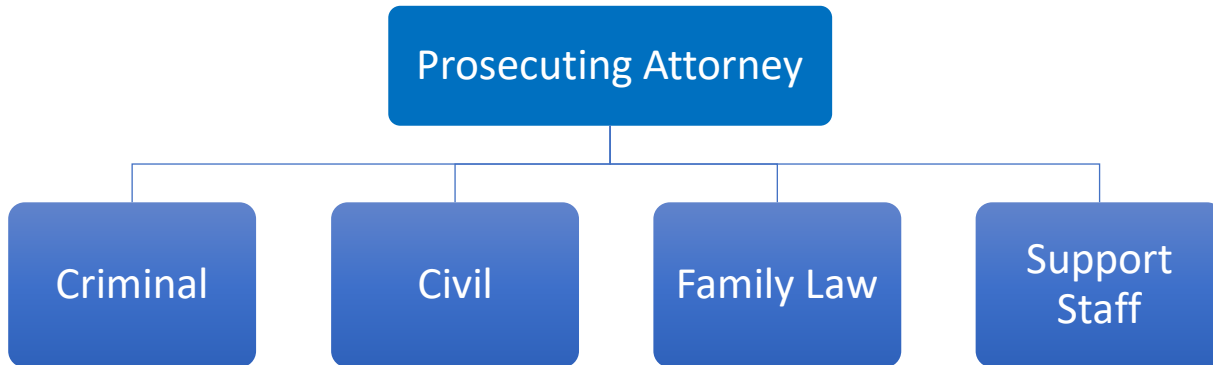 Prosecuting Attorney
Criminal
Civil
Family Law
Support
Staff